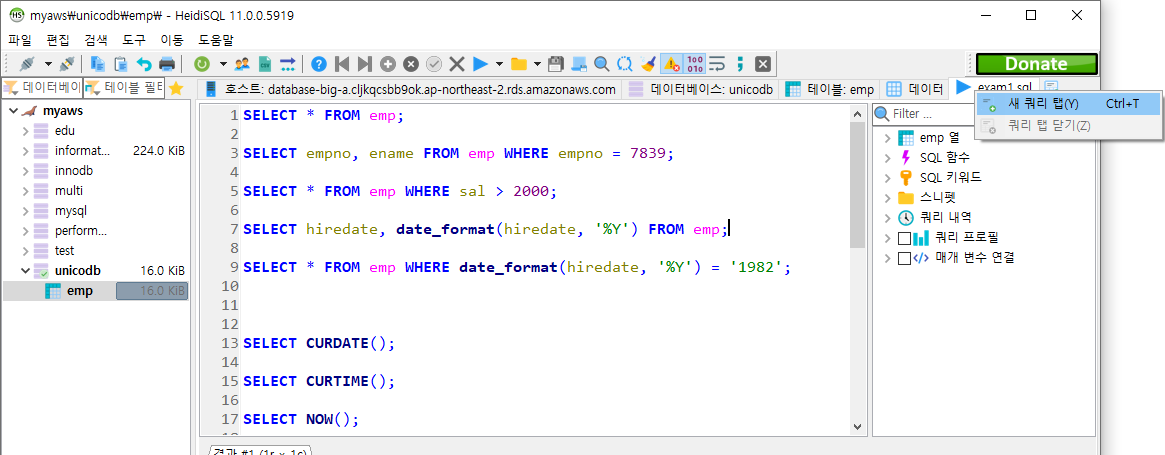 myaws₩unicodb₩emp₩ - HeidiSQL 11.0.0.5919
파일 편집 검색 도구 이동 도움말
Donate
데이터베이 테이블 필터
호스트: database-big-a.cljkqcsbb9ok.ap-northeast-2.rds.amazonaws.com 데이터베이스: unicodb 테이블: emp 데이터 exam1.sql
새 쿼리 탭(Y) Ctrl+T
쿼리 탭 닫기(Z)
myaws
edu
informat... 224.0 KiB
innodb
multi
mysql
perform...
test
unicodb 16.0 KiB
emp 16.0 KiB
1 SELECT * FROM emp;
2
3 SELECT empno, ename FROM emp WHERE empno = 7839;
4
5 SELECT * FROM emp WHERE sal > 2000;
6
7 SELECT hiredate, date_format(hiredate, '%Y') FROM emp;
8
9 SELECT * FROM emp WHERE date_format(hiredate, '%Y') = '1982';
10
11
12
13 SELECT CURDATE();
14
15 SELECT CURTIME();
16
17 SELECT NOW();
18
Filter ...
emp 열
SQL 함수
SQL 키워드
스니펫
쿼리 내역
쿼리 프로필
매개 변수 연결
결과 #1 (1r × 1c)